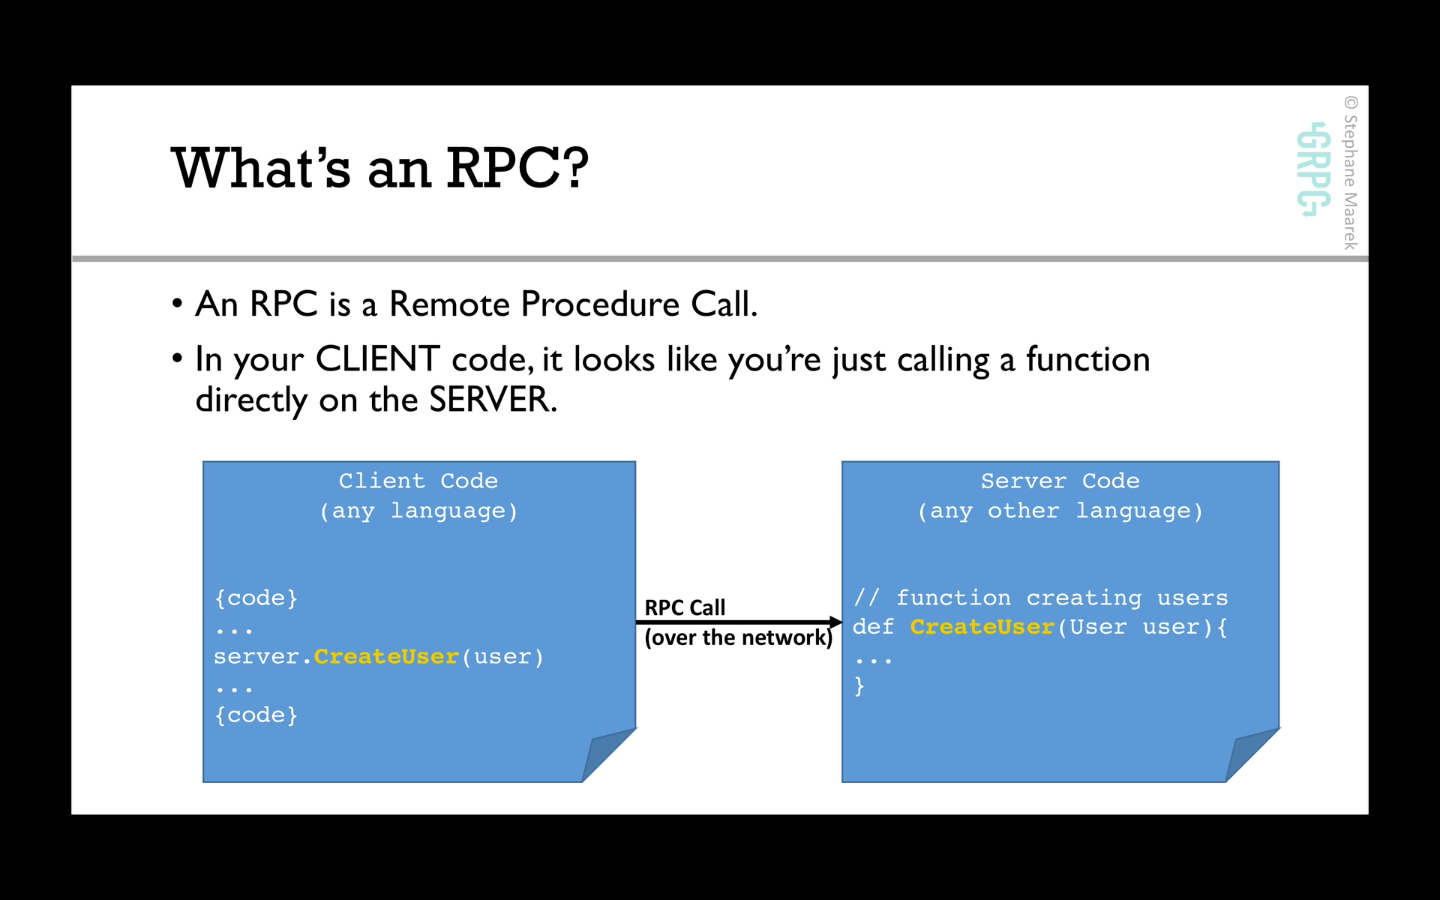 What’s an RPC?
GRPC
© Stephane Maarek
• An RPC is a Remote Procedure Call.
• In your CLIENT code, it looks like you’re just calling a function
directly on the SERVER.
Client Code
(any language)
{code}
...
server.CreateUser(user)
...
{code}
RPC Call
(over the network)
Server Code
(any other language)
// function creating users
def CreateUser(User user){
...
}